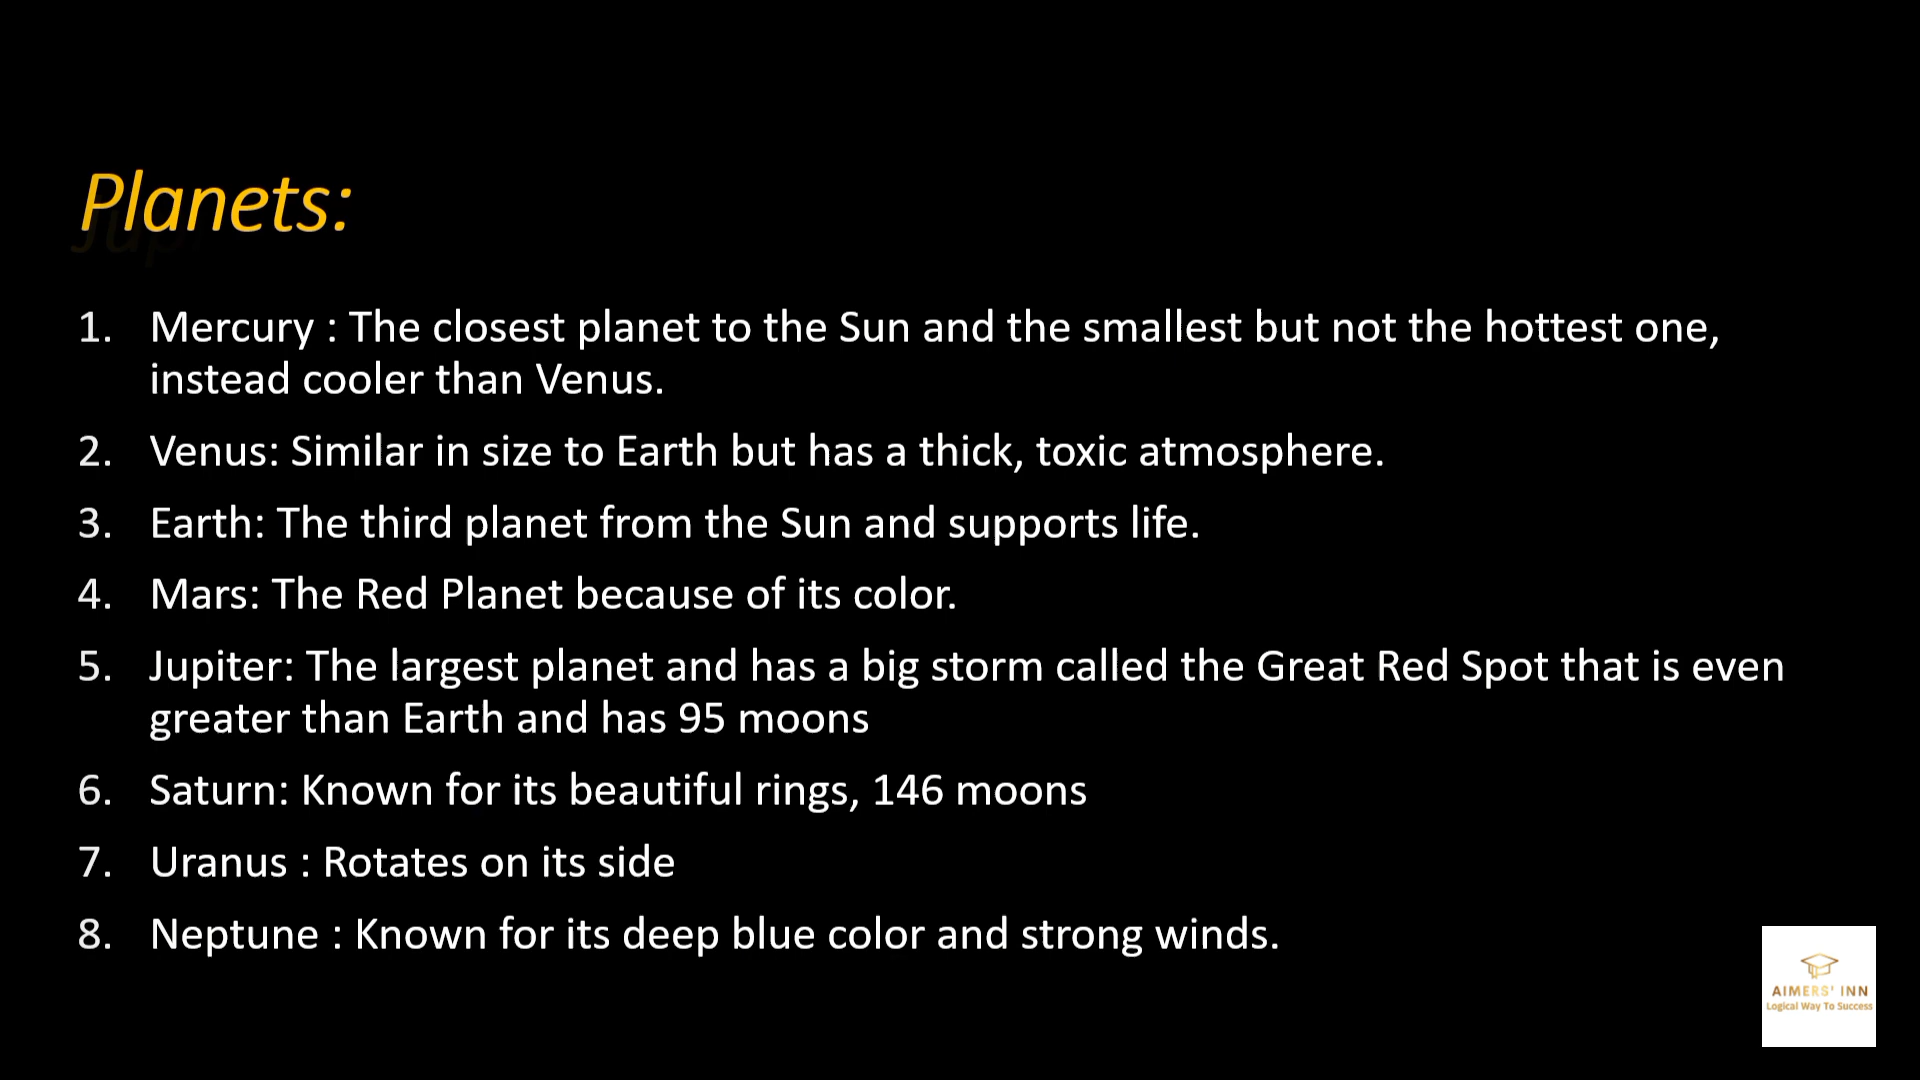 Planets:
1. Mercury : The closest planet to the Sun and the smallest but not the hottest one,
instead cooler than Venus.
2. Venus: Similar in size to Earth but has a thick, toxic atmosphere.
3. Earth: The third planet from the Sun and supports life.
4. Mars: The Red Planet because of its color.
5. Jupiter: The largest planet and has a big storm called the Great Red Spot that is even
greater than Earth and has 95 moons
6. Saturn: Known for its beautiful rings, 146 moons
7. Uranus : Rotates on its side
8. Neptune : Known for its deep blue color and strong winds.
AIMERS' INN
Logical Way To Success